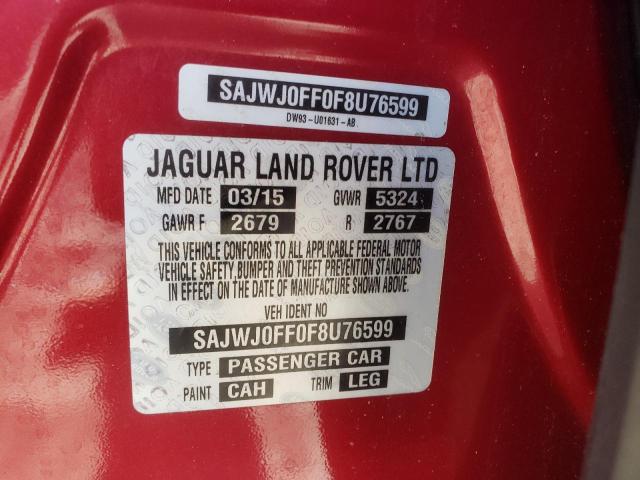 SAJWJ0FF0F8U76599
DW93-U01631-AB
JAGUAR LAND ROVER LTD
MFD DATE 03/15 GVWR 5324
GAWR F 2679 R 2767
THIS VEHICLE CONFORMS TO ALL APPLICABLE FEDERAL MOTOR
VEHICLE SAFETY,BUMPER AND THEFT PREVENTION STANDARDS
IN EFFECT ON THE DATE OF MANUFACTURE SHOWN ABOVE.
VEH IDENT NO
SAJWJ0FF0F8U76599
TYPE PASSENGER CAR
PAINT CAH TRIM LEG